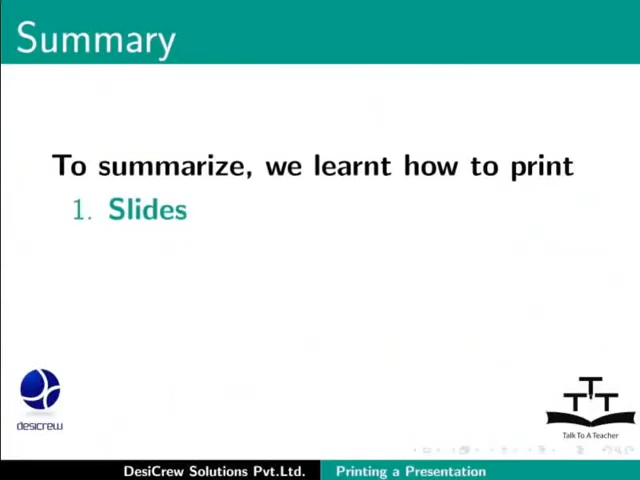 Summary
To summarize, we learnt how to print
1. Slides
desicrew
T T T
Talk To A Teacher
DesiCrew Solutions Pvt.Ltd. Printing a Presentation